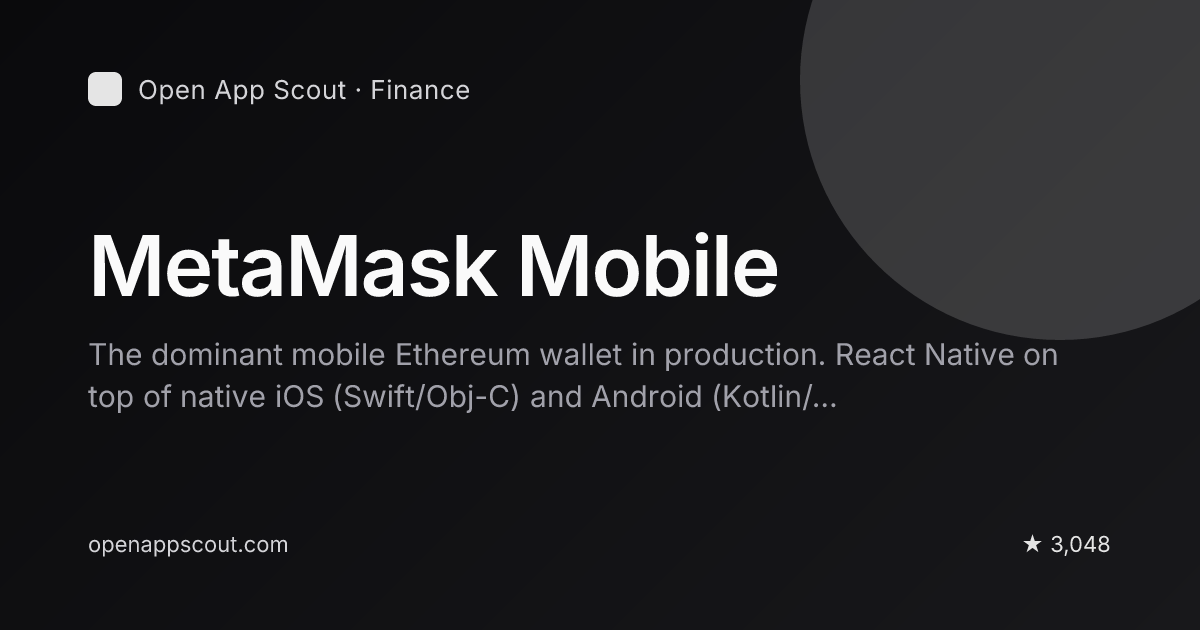 Open App Scout · Finance
MetaMask Mobile
The dominant mobile Ethereum wallet in production. React Native on
top of native iOS (Swift/Obj-C) and Android (Kotlin/...
openappscout.com
★ 3,048